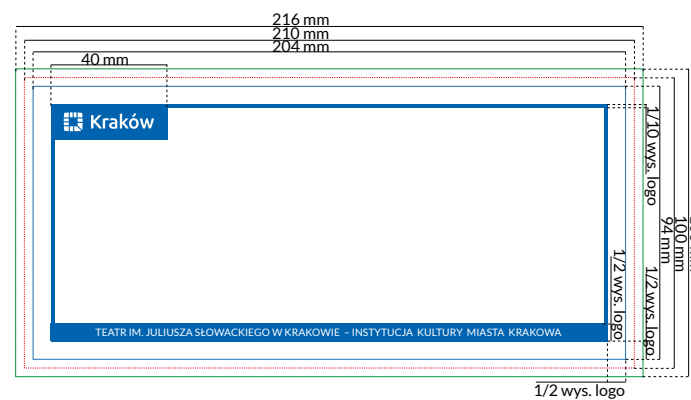 216 mm
210 mm
204 mm
40 mm
Kraków
1/10 wys. logo
100 mm
94 mm
1/2 wys. logo
1/2 wys. logo
TEATR IM. JULIUSZA SŁOWACKIEGO W KRAKOWIE – INSTYTUCJA KULTURY MIASTA KRAKOWA
1/2 wys. logo